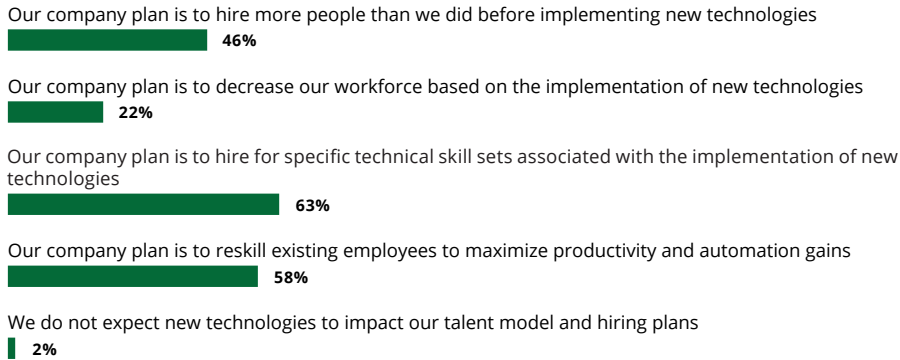 Our company plan is to hire more people than we did before implementing new technologies
46%
Our company plan is to decrease our workforce based on the implementation of new technologies
22%
Our company plan is to hire for specific technical skill sets associated with the implementation of new
technologies
63%
Our company plan is to reskill existing employees to maximize productivity and automation gains
58%
We do not expect new technologies to impact our talent model and hiring plans
2%